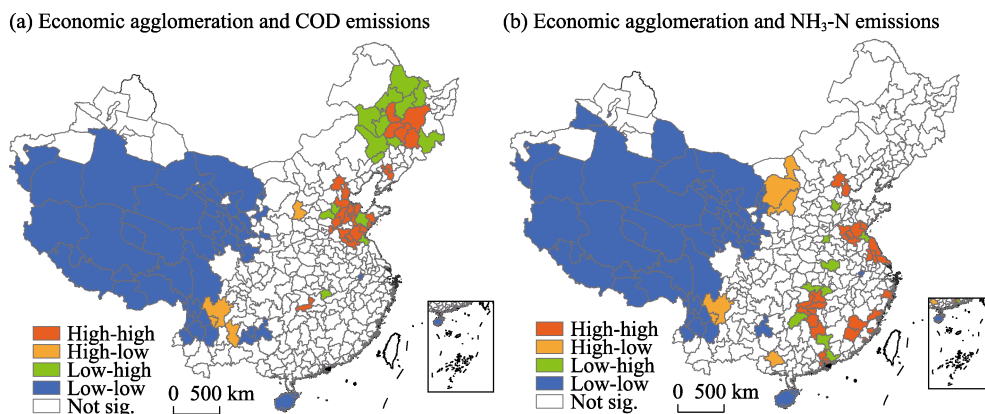 (a) Economic agglomeration and COD emissions
High-high
High-low
Low-high
Low-low
Not sig.
0 500 km
(b) Economic agglomeration and NH₃-N emissions
High-high
High-low
Low-high
Low-low
Not sig.
0 500 km